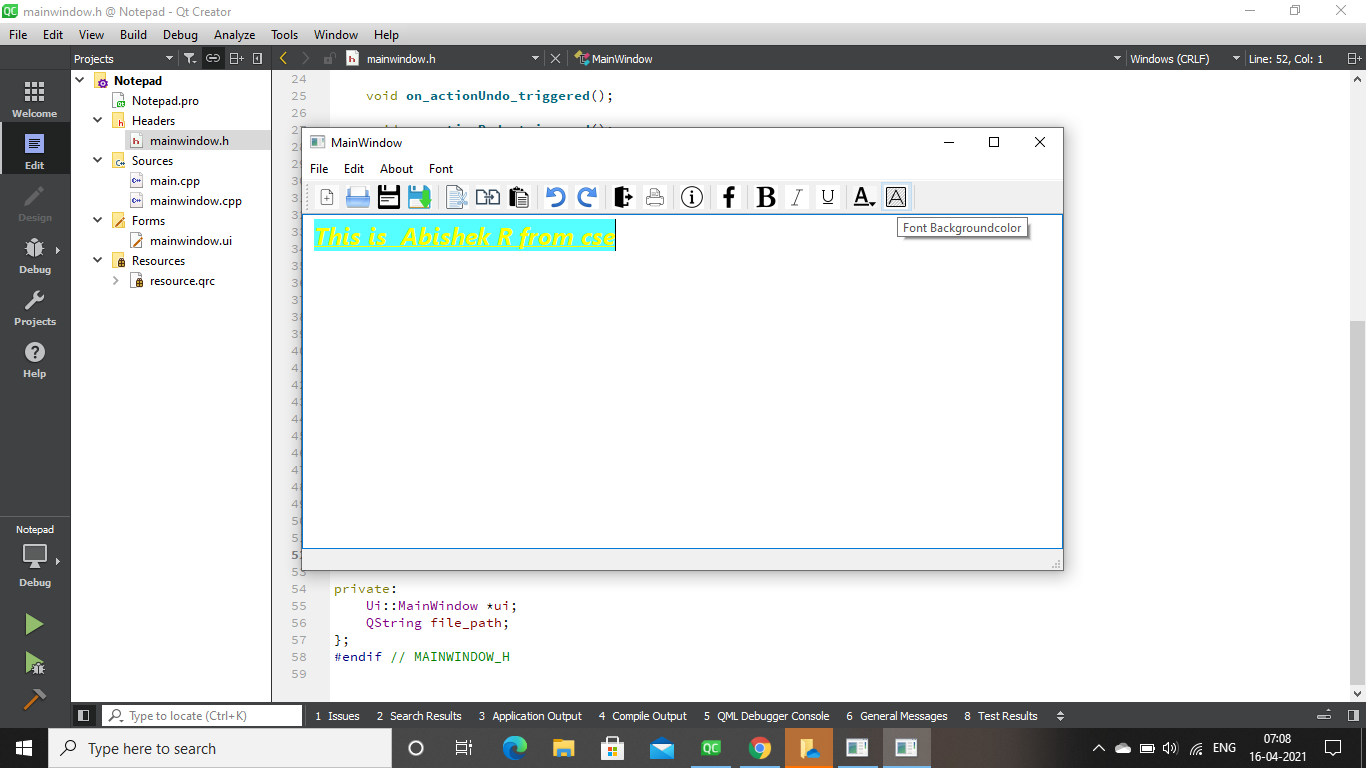 mainwindow.h @ Notepad - Qt Creator
File Edit View Build Debug Analyze Tools Window Help
Projects mainwindow.h MainWindow Windows (CRLF) Line: 52, Col: 1
Welcome
Edit
Design
Debug
Projects
Help
Notepad
Debug
Notepad
Notepad.pro
Headers
mainwindow.h
Sources
main.cpp
mainwindow.cpp
Forms
mainwindow.ui
Resources
resource.qrc
24
25 void on_actionUndo_triggered();
26
MainWindow
File Edit About Font
B I U A A
Font Backgroundcolor
This is  Abishek R from cse
53
54 private:
55 Ui::MainWindow *ui;
56 QString file_path;
57 };
58 #endif // MAINWINDOW_H
59
Type to locate (Ctrl+K) 1 Issues 2 Search Results 3 Application Output 4 Compile Output 5 QML Debugger Console 6 General Messages 8 Test Results
Type here to search
ENG
07:08
16-04-2021